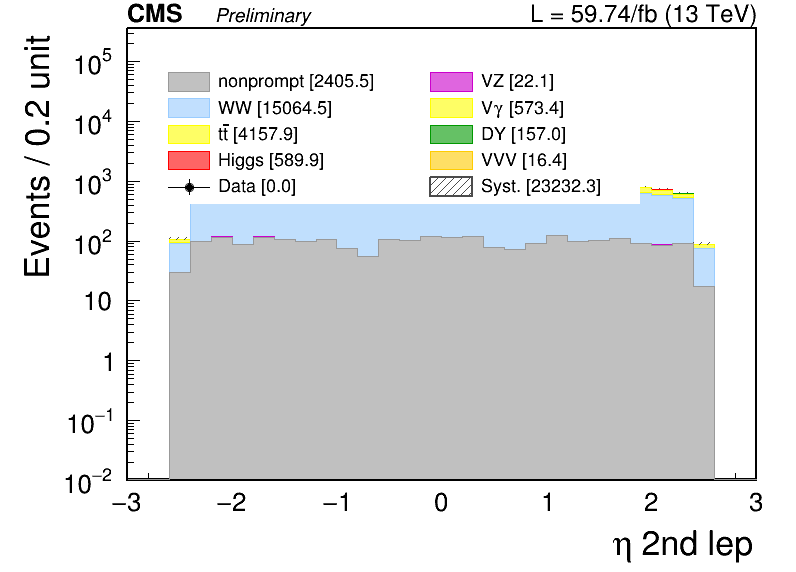 CMS Preliminary L = 59.74/fb (13 TeV)
Events / 0.2 unit
10⁵
10⁴
10³
10²
10
1
10⁻¹
10⁻²
nonprompt [2405.5]
WW [15064.5]
tt̄ [4157.9]
Higgs [589.9]
Data [0.0]
VZ [22.1]
Vγ [573.4]
DY [157.0]
VVV [16.4]
Syst. [23232.3]
−3 −2 −1 0 1 2 3
η 2nd lep